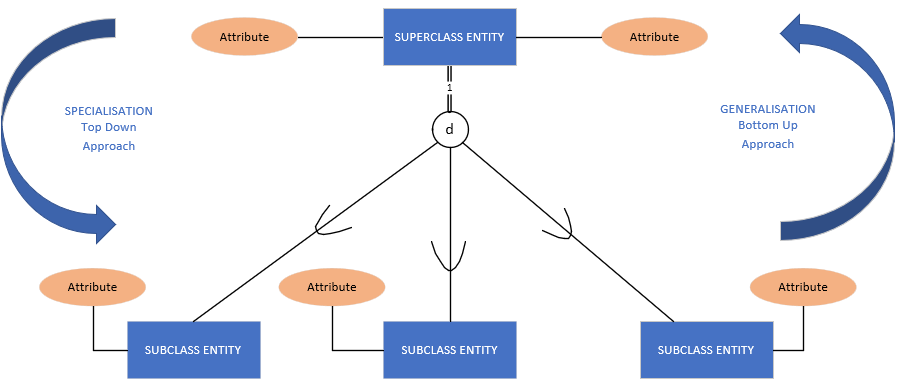 Attribute
SUPERCLASS ENTITY
Attribute
1
d
SPECIALISATION
Top Down
Approach
GENERALISATION
Bottom Up
Approach
Attribute
Attribute
Attribute
SUBCLASS ENTITY
SUBCLASS ENTITY
SUBCLASS ENTITY